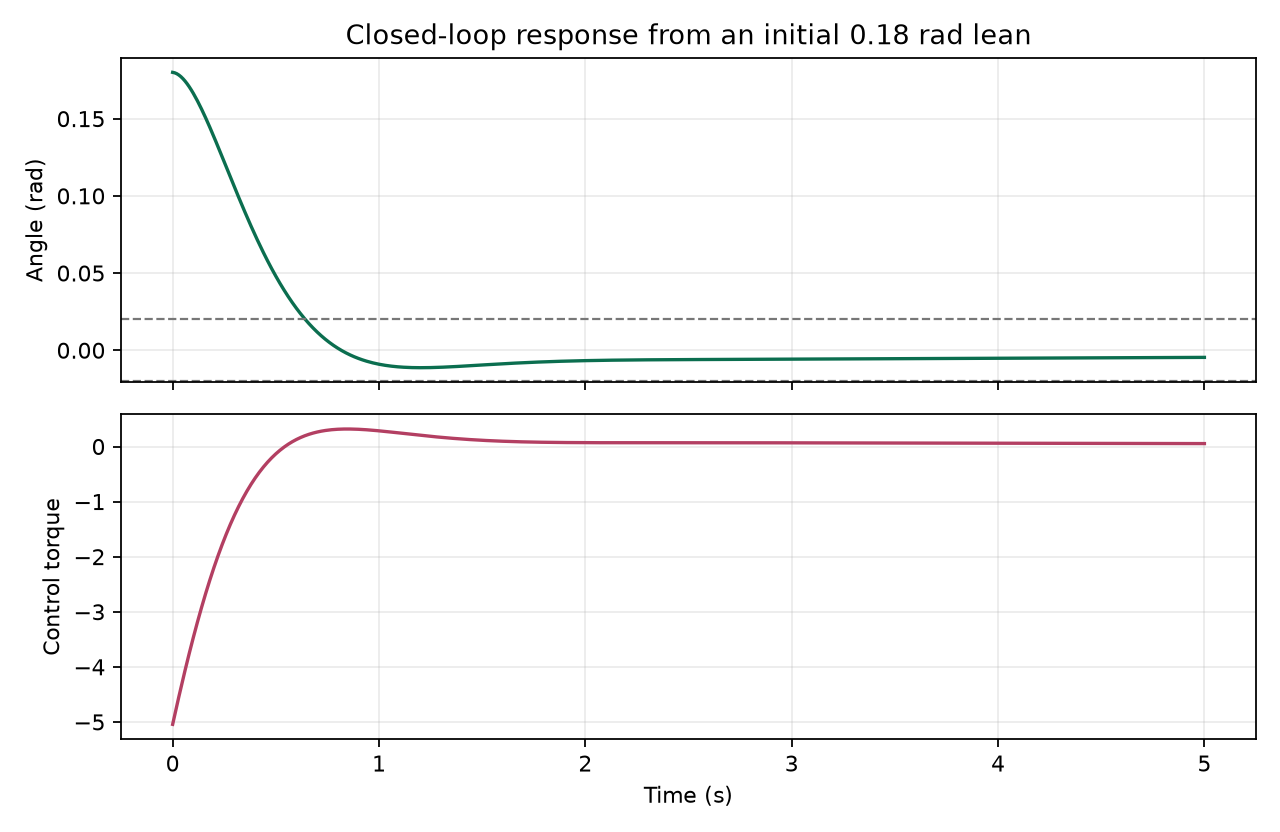 Closed-loop response from an initial 0.18 rad lean
Angle (rad)
0.15
0.10
0.05
0.00
Control torque
0
−1
−2
−3
−4
−5
0 1 2 3 4 5
Time (s)